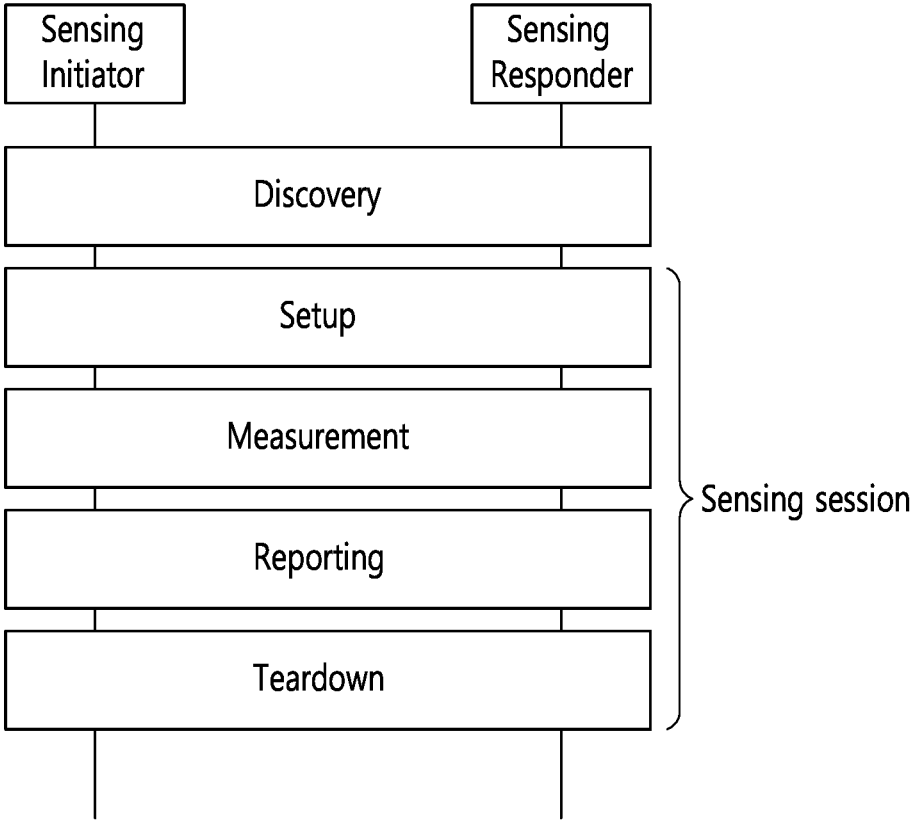 Sensing
Initiator
Sensing
Responder
Discovery
Setup
Measurement
Sensing session
Reporting
Teardown